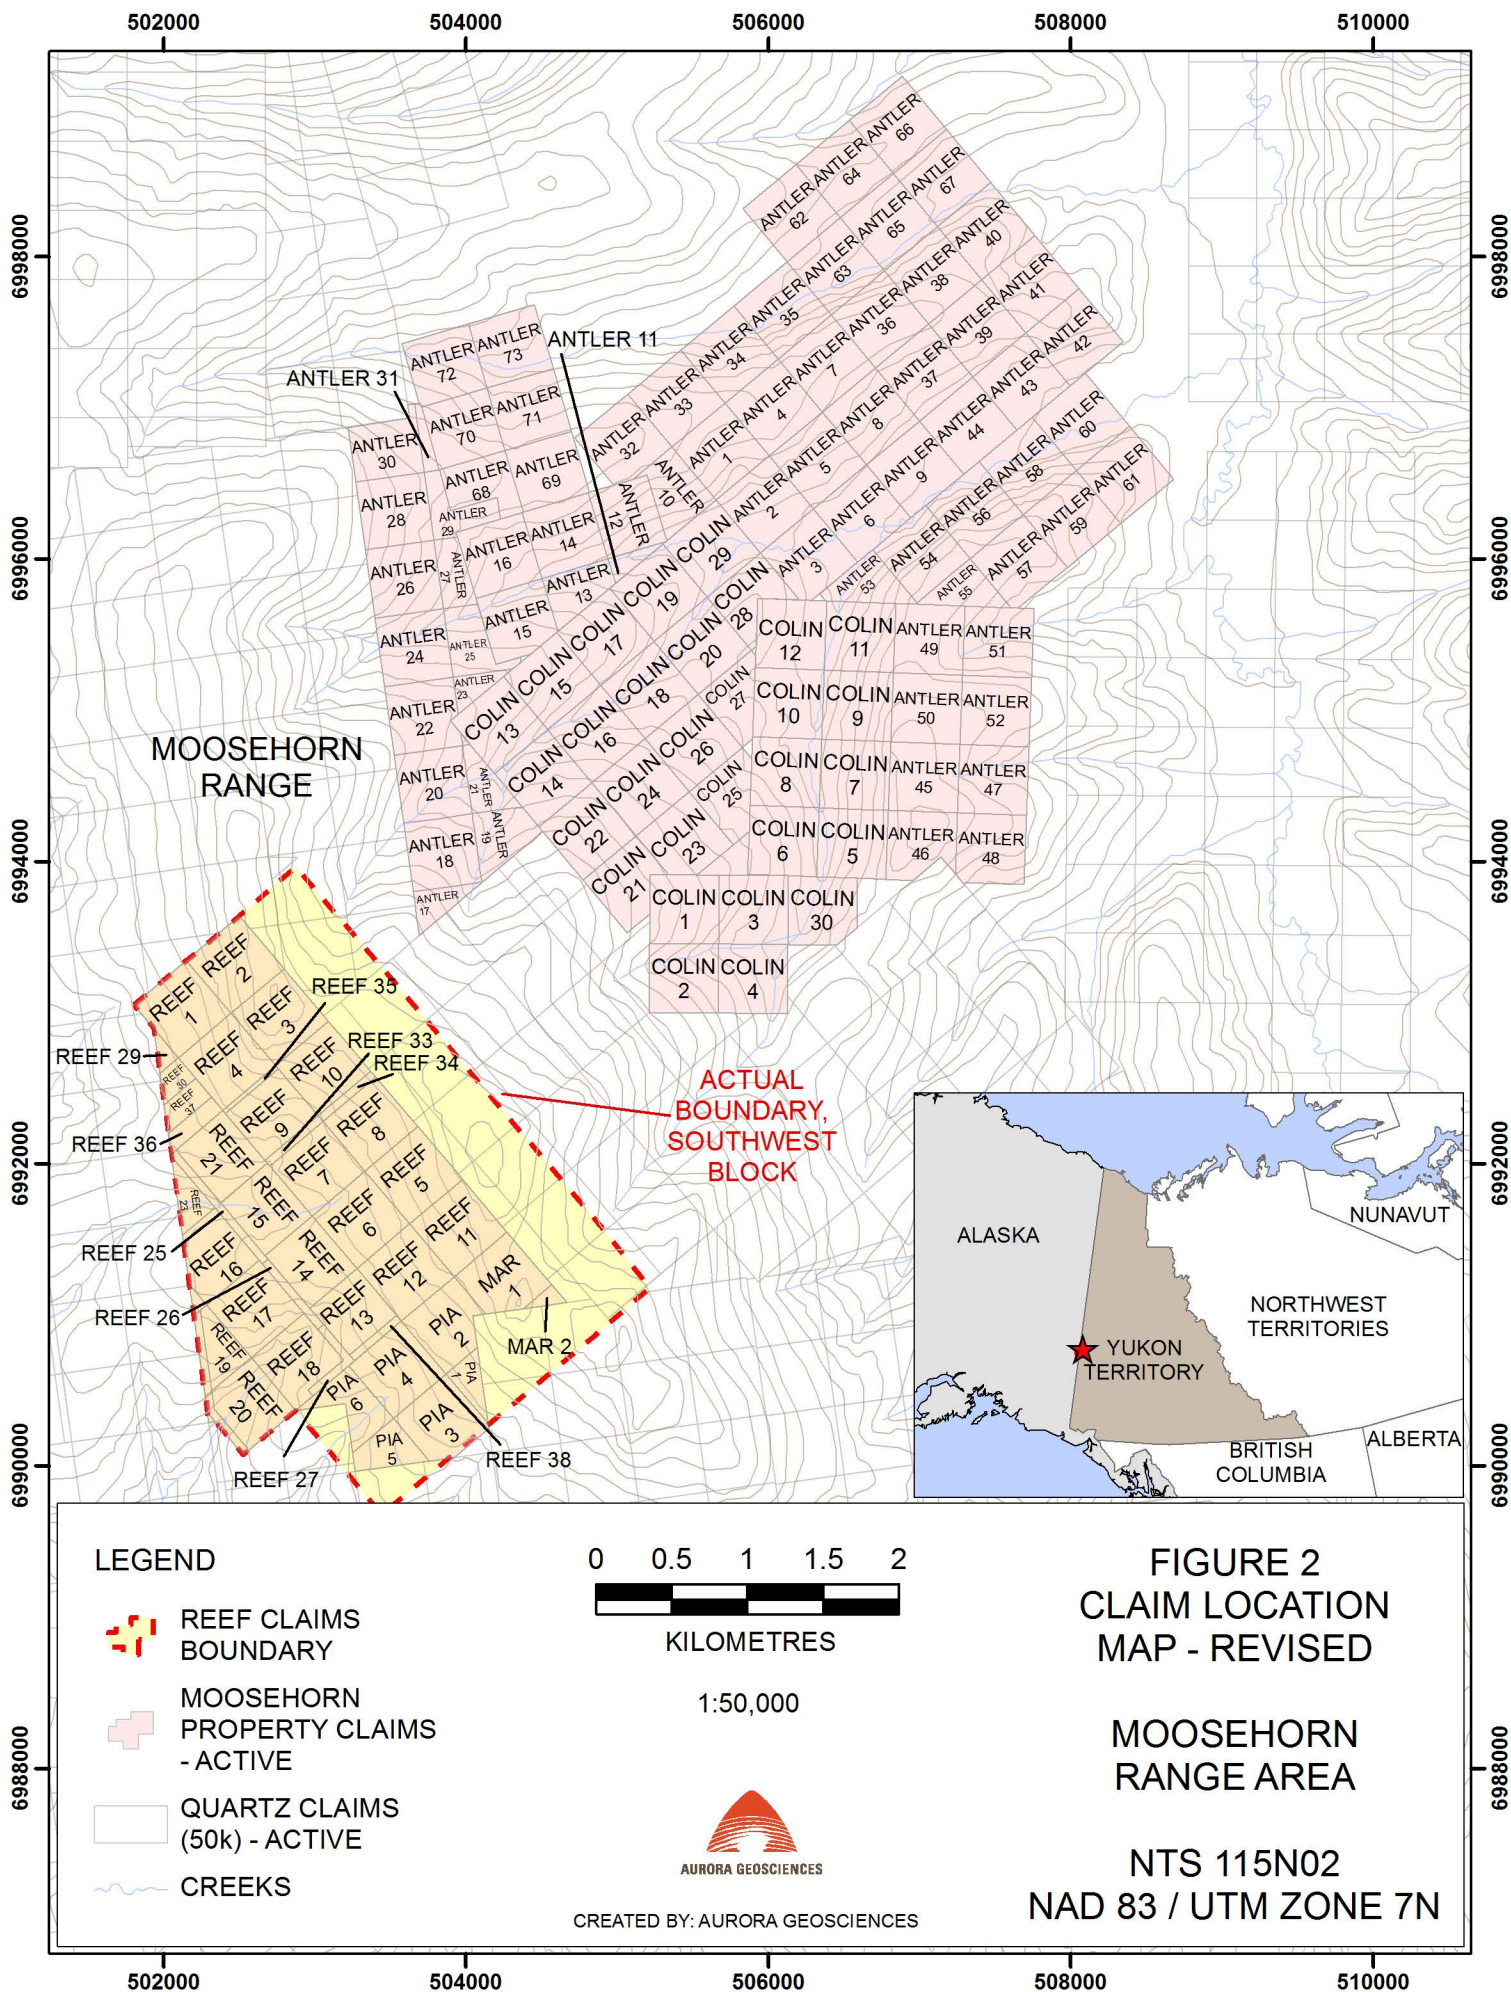 502000
504000
506000
508000
510000
6998000
6996000
6994000
6992000
6990000
6988000
6998000
6996000
6994000
6992000
6990000
6988000
ANTLER
66
ANTLER
64
ANTLER
62
ANTLER
67
ANTLER
65
ANTLER
63
ANTLER
35
ANTLER
34
ANTLER
33
ANTLER
32
ANTLER
40
ANTLER
38
ANTLER
36
ANTLER
7
ANTLER
4
ANTLER
1
ANTLER
10
ANTLER
12
ANTLER
41
ANTLER
39
ANTLER
37
ANTLER
8
ANTLER
5
ANTLER
2
ANTLER
42
ANTLER
43
ANTLER
44
ANTLER
9
ANTLER
6
ANTLER
3
ANTLER
60
ANTLER
58
ANTLER
56
ANTLER
54
ANTLER
53
ANTLER
61
ANTLER
59
ANTLER
57
ANTLER
55
ANTLER 11
ANTLER 31
ANTLER
72
ANTLER
73
ANTLER
70
ANTLER
71
ANTLER
30
ANTLER
68
ANTLER
69
ANTLER
28
ANTLER
29
ANTLER
16
ANTLER
14
ANTLER
26
ANTLER
27
ANTLER
13
ANTLER
15
ANTLER
24
ANTLER
25
ANTLER
23
ANTLER
22
ANTLER
20
ANTLER
21
ANTLER
19
ANTLER
18
ANTLER
17
COLIN
29
COLIN
19
COLIN
17
COLIN
15
COLIN
13
COLIN
28
COLIN
20
COLIN
18
COLIN
16
COLIN
14
COLIN
27
COLIN
26
COLIN
24
COLIN
22
COLIN
25
COLIN
23
COLIN
21
COLIN
12
COLIN
11
ANTLER
49
ANTLER
51
COLIN
10
COLIN
9
ANTLER
50
ANTLER
52
COLIN
8
COLIN
7
ANTLER
45
ANTLER
47
COLIN
6
COLIN
5
ANTLER
46
ANTLER
48
COLIN
1
COLIN
3
COLIN
30
COLIN
2
COLIN
4
MOOSEHORN
RANGE
REEF
2
REEF
1
REEF
3
REEF
4
REEF 35
REEF 33
REEF 34
REEF 29
REEF
30
REEF
37
REEF
10
REEF
9
REEF 36
REEF
21
REEF
8
REEF
7
REEF
5
REEF
6
REEF
15
REEF
23
REEF 25
REEF
16
REEF
14
REEF
11
REEF
12
REEF 26
REEF
17
REEF
13
MAR
1
MAR 2
PIA
2
PIA
1
REEF
19
REEF
18
REEF
20
PIA
4
PIA
6
PIA
3
PIA
5
REEF 27
REEF 38
ACTUAL
BOUNDARY,
SOUTHWEST
BLOCK
ALASKA
NUNAVUT
NORTHWEST
TERRITORIES
YUKON
TERRITORY
BRITISH
COLUMBIA
ALBERTA
LEGEND
REEF CLAIMS
BOUNDARY
MOOSEHORN
PROPERTY CLAIMS
- ACTIVE
QUARTZ CLAIMS
(50k) - ACTIVE
CREEKS
0 0.5 1 1.5 2
KILOMETRES
1:50,000
AURORA GEOSCIENCES
CREATED BY: AURORA GEOSCIENCES
FIGURE 2
CLAIM LOCATION
MAP - REVISED
MOOSEHORN
RANGE AREA
NTS 115N02
NAD 83 / UTM ZONE 7N
502000
504000
506000
508000
510000